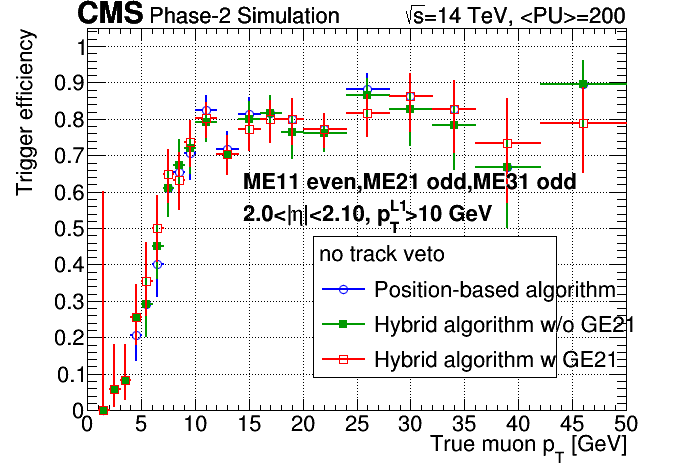 CMS Phase-2 Simulation √s=14 TeV, <PU>=200
Trigger efficiency
1
0.9
0.8
0.7
0.6
0.5
0.4
0.3
0.2
0.1
0
ME11 even,ME21 odd,ME31 odd
2.0<|η|<2.10, p_T^L1>10 GeV
no track veto
Position-based algorithm
Hybrid algorithm w/o GE21
Hybrid algorithm w GE21
0 5 10 15 20 25 30 35 40 45 50
True muon p_T [GeV]